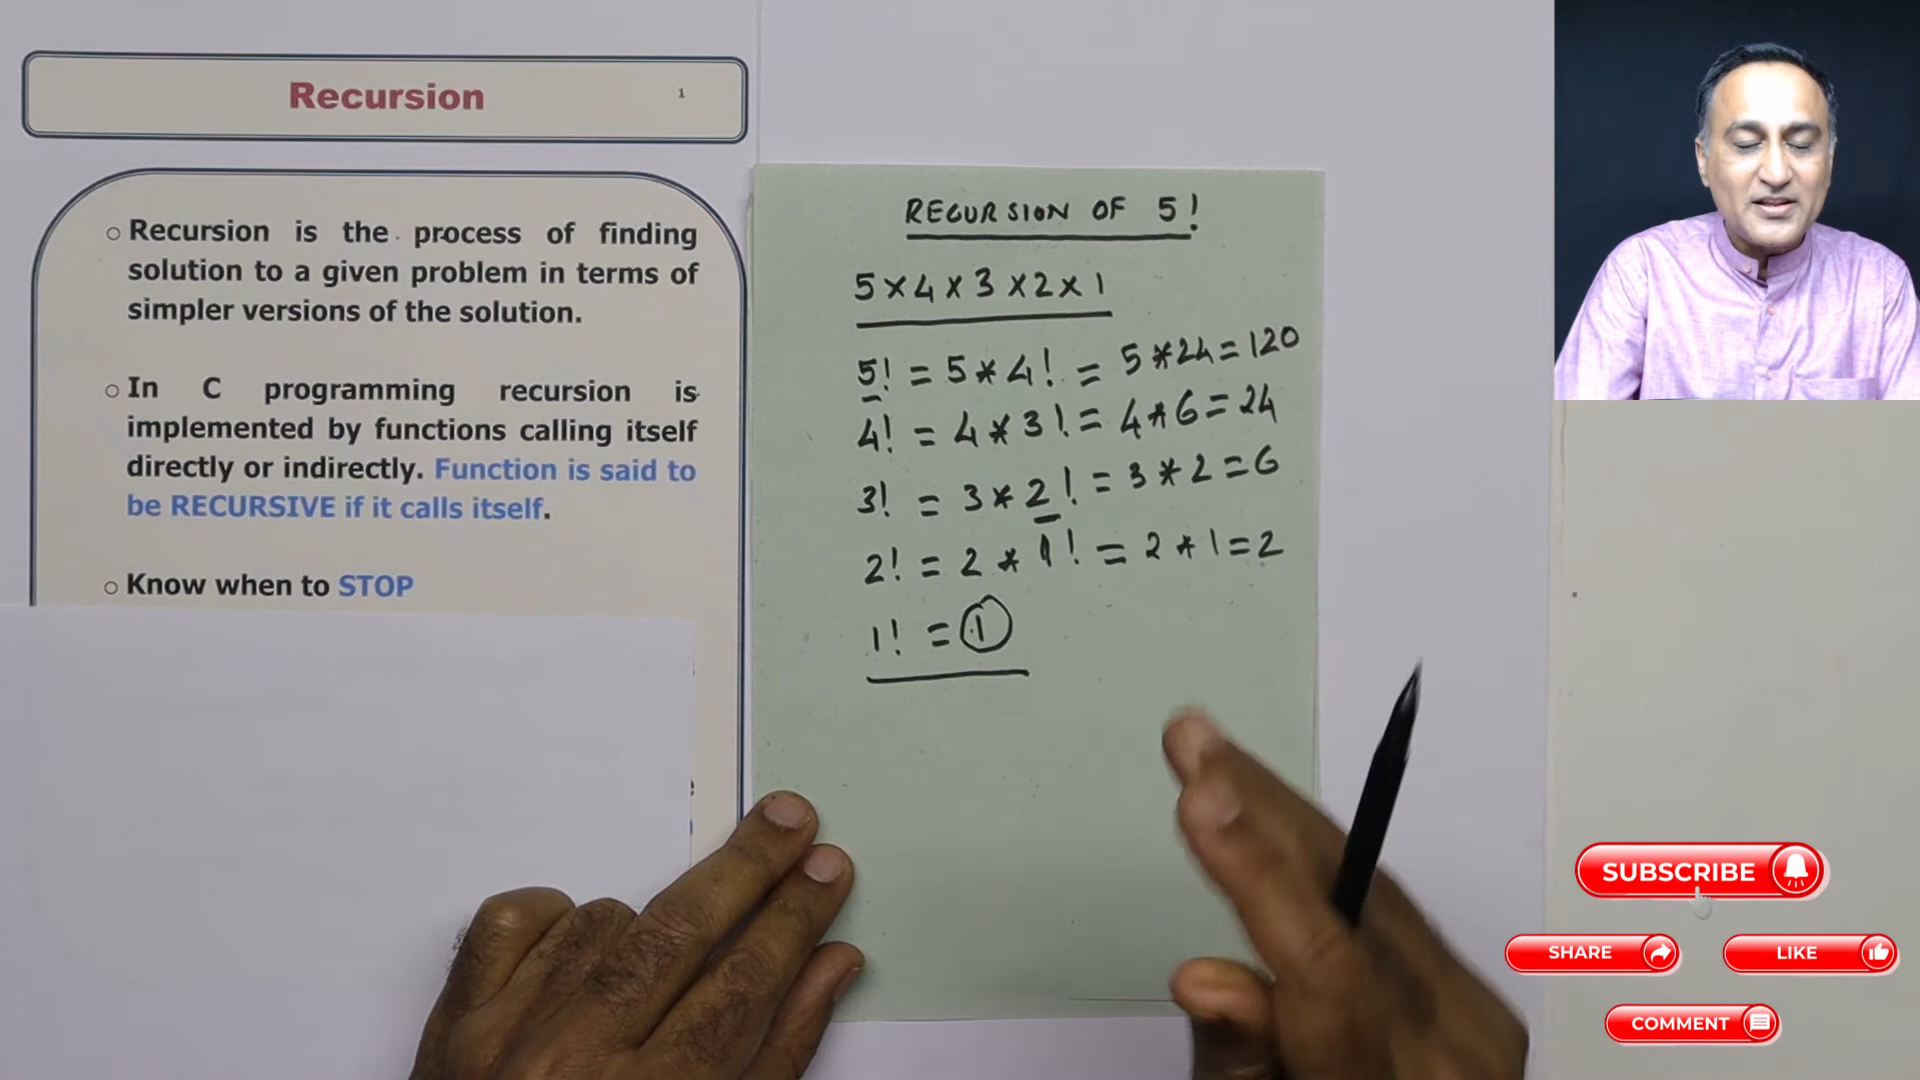 Recursion
1
Recursion is the process of finding
solution to a given problem in terms of
simpler versions of the solution.
In C programming recursion is
implemented by functions calling itself
directly or indirectly. Function is said to
be RECURSIVE if it calls itself.
Know when to STOP
RECURSION OF 5!
5×4×3×2×1
5! = 5*4! = 5*24=120
4! = 4*3! = 4*6=24
3! = 3*2! = 3*2=6
2! = 2*1! = 2*1=2
1! = 1
SUBSCRIBE
SHARE
LIKE
COMMENT